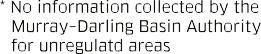 * No information collected by the
Murray-Darling Basin Authority
for unregulatd areas